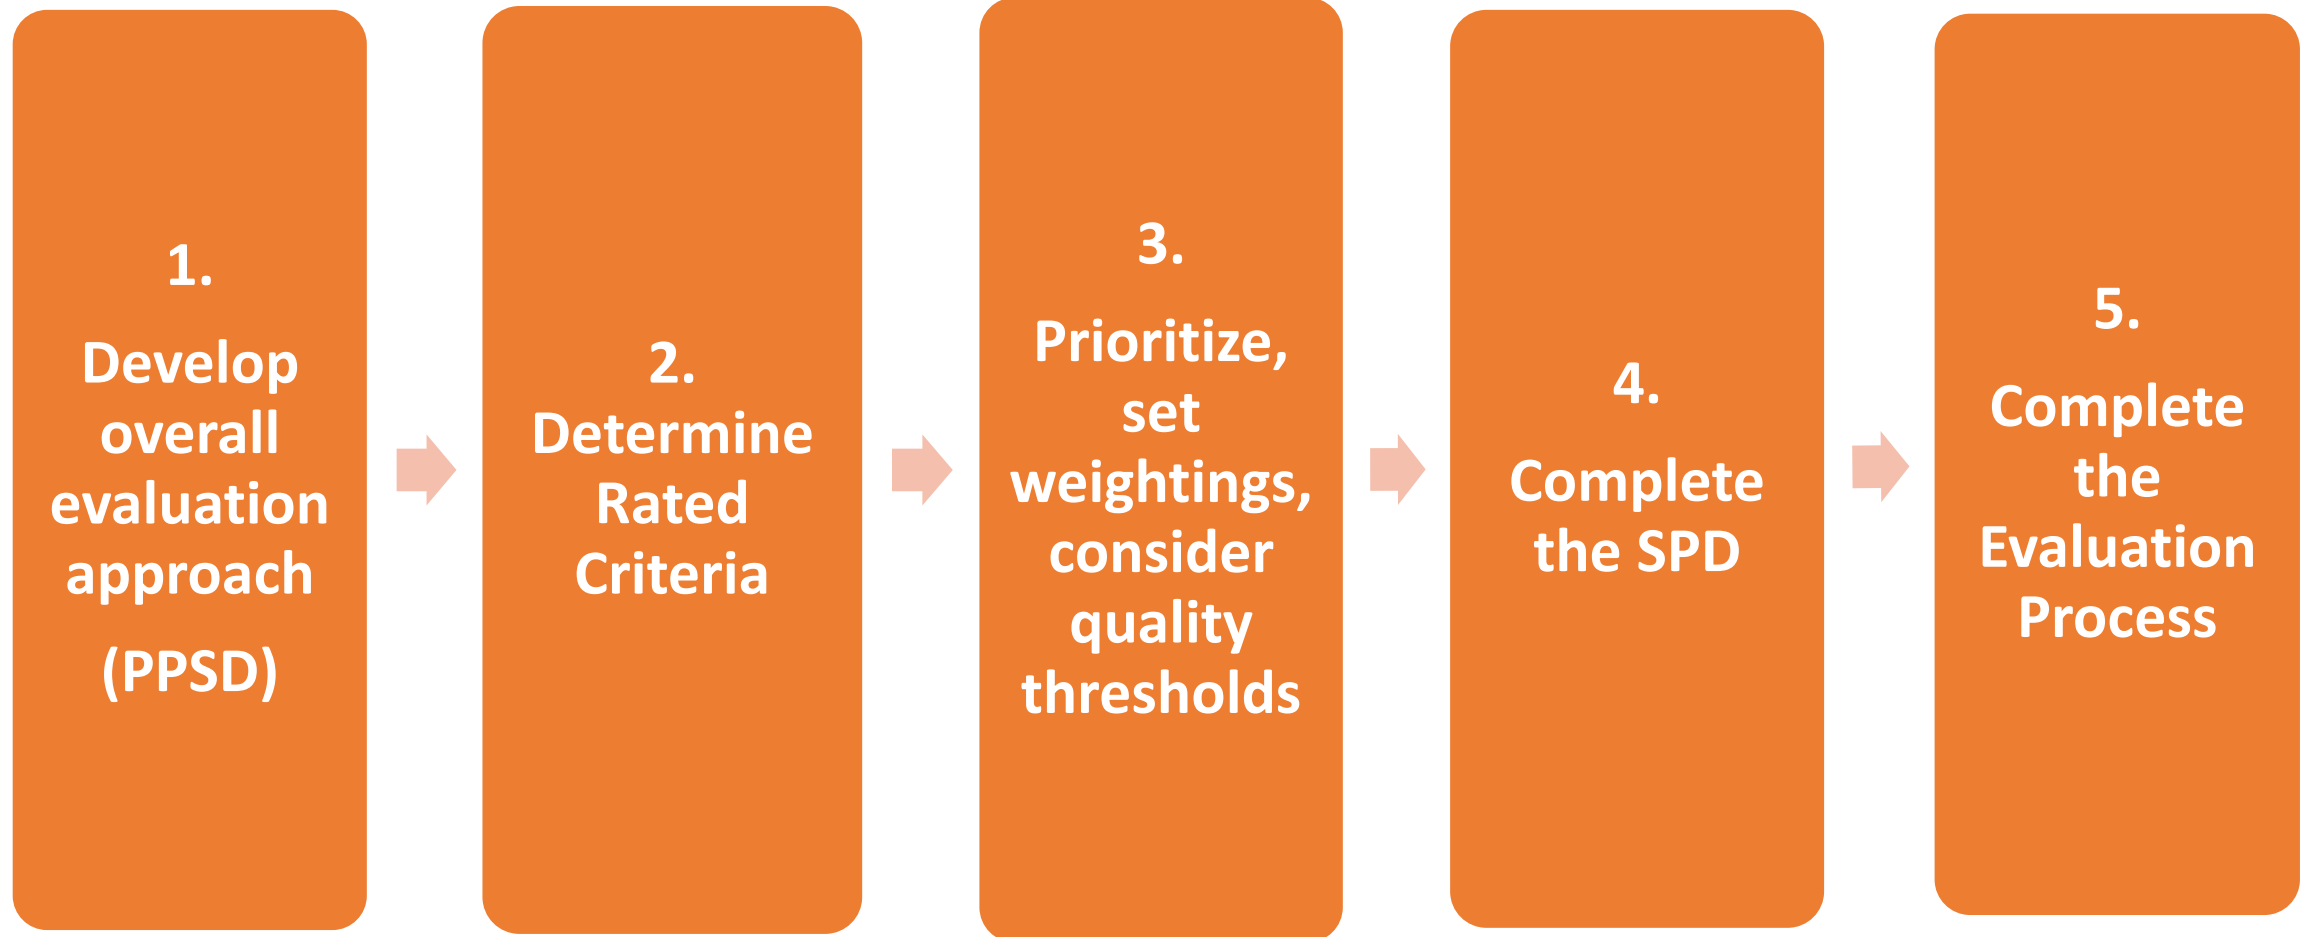 1.
Develop
overall
evaluation
approach
(PPSD)
2.
Determine
Rated
Criteria
3.
Prioritize,
set
weightings,
consider
quality
thresholds
4.
Complete
the SPD
5.
Complete
the
Evaluation
Process